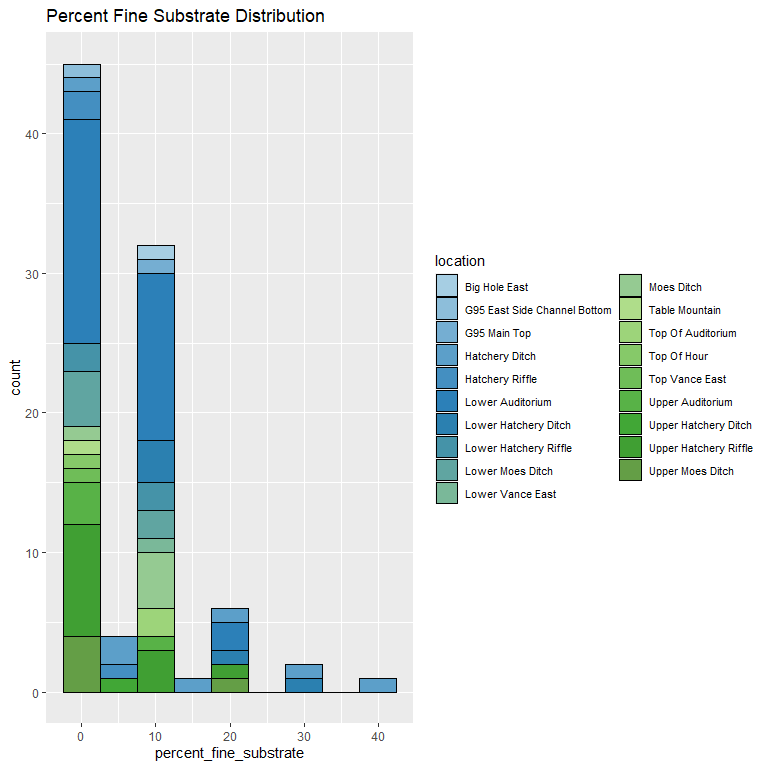 Percent Fine Substrate Distribution
count
40
30
20
10
0
0 10 20 30 40
percent_fine_substrate
location
Big Hole East
G95 East Side Channel Bottom
G95 Main Top
Hatchery Ditch
Hatchery Riffle
Lower Auditorium
Lower Hatchery Ditch
Lower Hatchery Riffle
Lower Moes Ditch
Lower Vance East
Moes Ditch
Table Mountain
Top Of Auditorium
Top Of Hour
Top Vance East
Upper Auditorium
Upper Hatchery Ditch
Upper Hatchery Riffle
Upper Moes Ditch